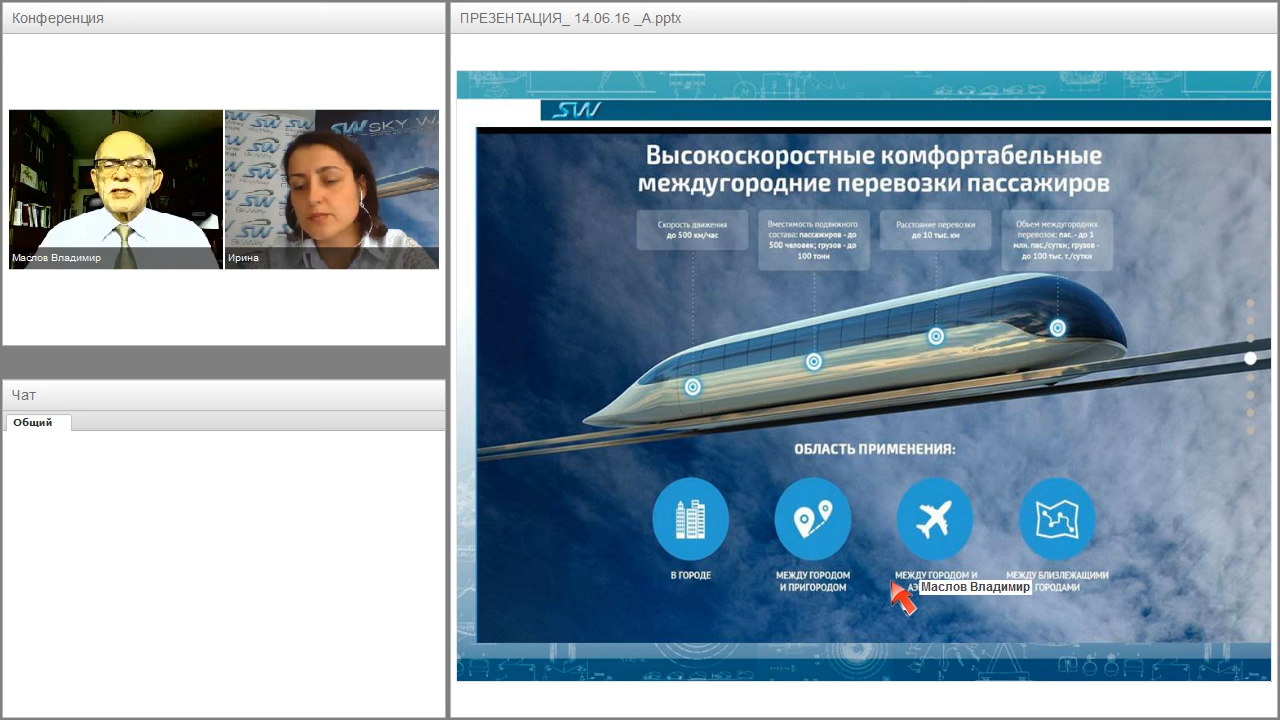 Конференция
Маслов Владимир
Ирина
SKY WAY
Чат
Общий
ПРЕЗЕНТАЦИЯ_ 14.06.16 _A.pptx
SW
Высокоскоростные комфортабельные
междугородние перевозки пассажиров
Скорость движения
до 500 км/час
Вместимость подвижного
состава: пассажиров - до
500 человек; грузов - до
100 тонн
Расстояние перевозки
до 10 тыс. км
Объем междугородних
перевозок: пас. - до 1
млн. пас./сутки; грузов -
до 100 тыс. т./сутки
ОБЛАСТЬ ПРИМЕНЕНИЯ:
В ГОРОДЕ
МЕЖДУ ГОРОДОМ
И ПРИГОРОДОМ
МЕЖДУ ГОРОДОМ И
МЕЖДУ БЛИЗЛЕЖАЩИМИ
ГОРОДАМИ
Маслов Владимир